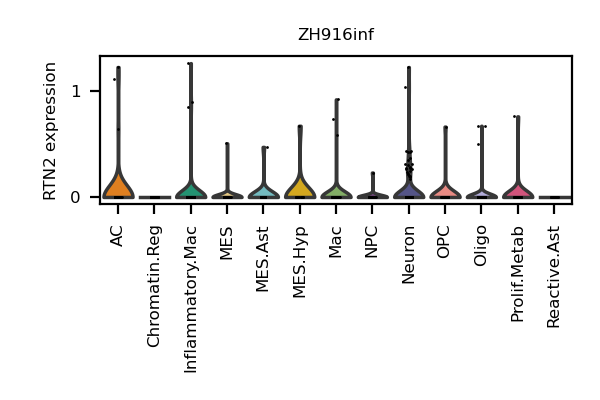 ZH916inf
RTN2 expression
1
0
AC
Chromatin.Reg
Inflammatory.Mac
MES
MES.Ast
MES.Hyp
Mac
NPC
Neuron
OPC
Oligo
Prolif.Metab
Reactive.Ast